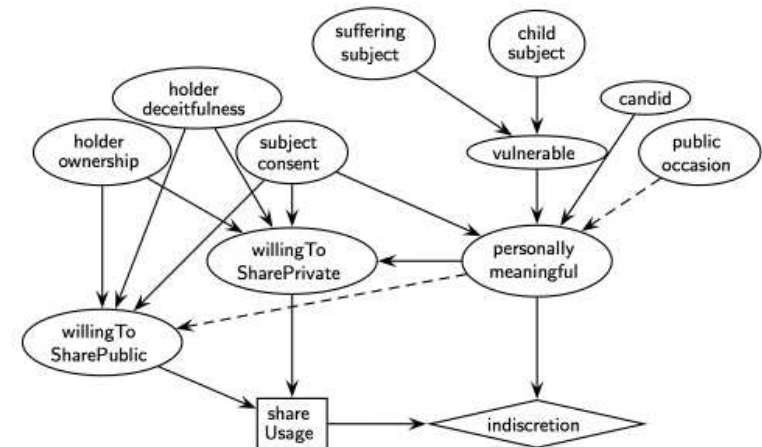 suffering
subject
child
subject
holder
deceitfulness
candid
holder
ownership
subject
consent
vulnerable
public
occasion
willingTo
SharePrivate
personally
meaningful
willingTo
SharePublic
share
Usage
indiscretion